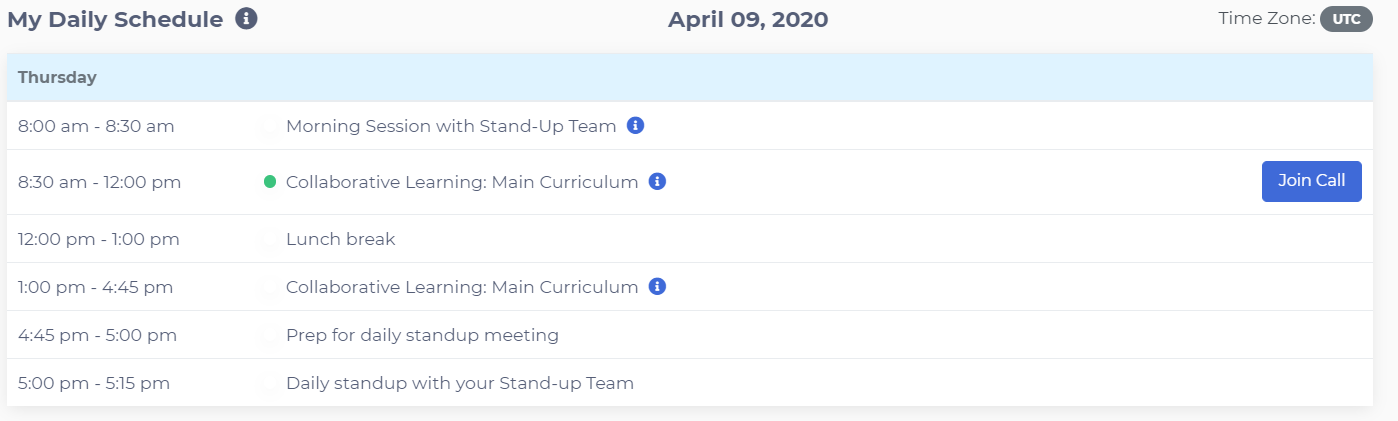 My Daily Schedule April 09, 2020 Time Zone: UTC
Thursday
8:00 am - 8:30 am Morning Session with Stand-Up Team
8:30 am - 12:00 pm Collaborative Learning: Main Curriculum Join Call
12:00 pm - 1:00 pm Lunch break
1:00 pm - 4:45 pm Collaborative Learning: Main Curriculum
4:45 pm - 5:00 pm Prep for daily standup meeting
5:00 pm - 5:15 pm Daily standup with your Stand-up Team